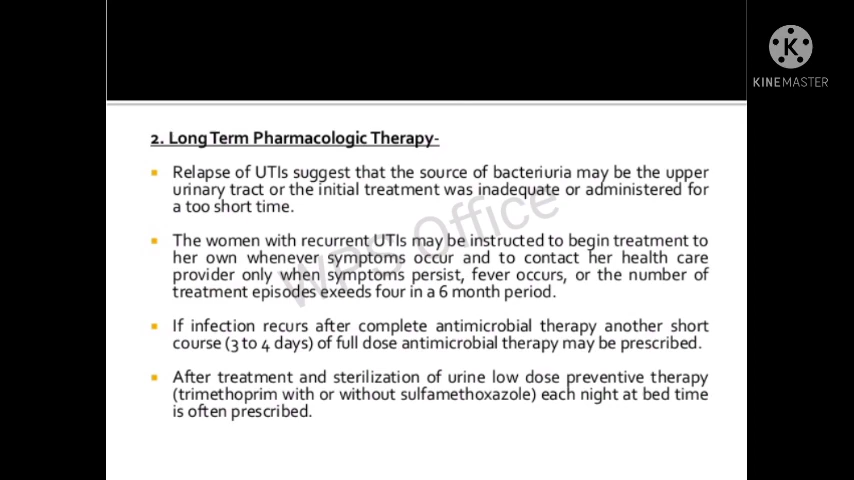 K
KINEMASTER
2. Long Term Pharmacologic Therapy-
Relapse of UTIs suggest that the source of bacteriuria may be the upper
urinary tract or the initial treatment was inadequate or administered for
a too short time.
The women with recurrent UTIs may be instructed to begin treatment to
her own whenever symptoms occur and to contact her health care
provider only when symptoms persist, fever occurs, or the number of
treatment episodes exceeds four in a 6 month period.
If infection recurs after complete antimicrobial therapy another short
course (3 to 4 days) of full dose antimicrobial therapy may be prescribed.
After treatment and sterilization of urine low dose preventive therapy
(trimethoprim with or without sulfamethoxazole) each night at bed time
is often prescribed.
WPS Office